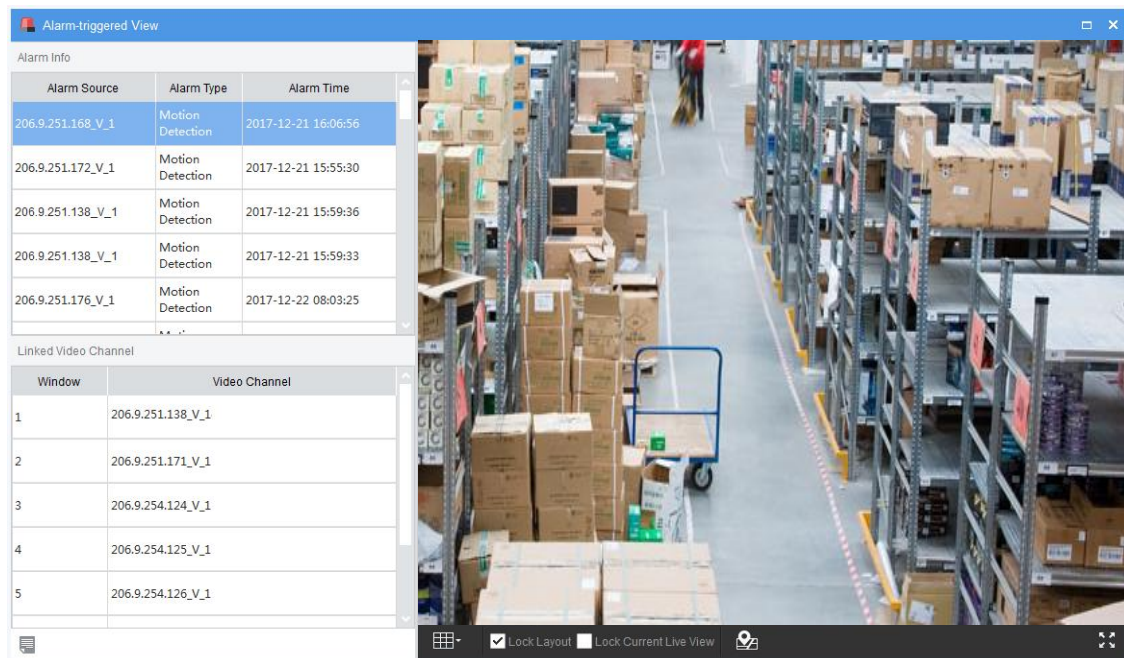 Alarm-triggered View
Alarm Info
Alarm Source Alarm Type Alarm Time
206.9.251.168_V_1 Motion Detection 2017-12-21 16:06:56
206.9.251.172_V_1 Motion Detection 2017-12-21 15:55:30
206.9.251.138_V_1 Motion Detection 2017-12-21 15:59:36
206.9.251.138_V_1 Motion Detection 2017-12-21 15:59:33
206.9.251.176_V_1 Motion Detection 2017-12-22 08:03:25
Linked Video Channel
Window Video Channel
1 206.9.251.138_V_1
2 206.9.251.171_V_1
3 206.9.254.124_V_1
4 206.9.254.125_V_1
5 206.9.254.126_V_1
Lock Layout Lock Current Live View